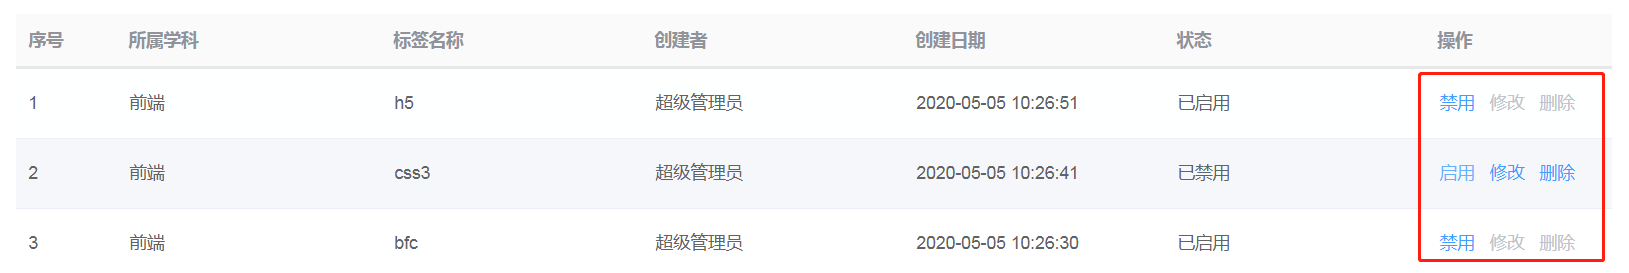 序号 所属学科 标签名称 创建者 创建日期 状态 操作
1 前端 h5 超级管理员 2020-05-05 10:26:51 已启用 禁用 修改 删除
2 前端 css3 超级管理员 2020-05-05 10:26:41 已禁用 启用 修改 删除
3 前端 bfc 超级管理员 2020-05-05 10:26:30 已启用 禁用 修改 删除